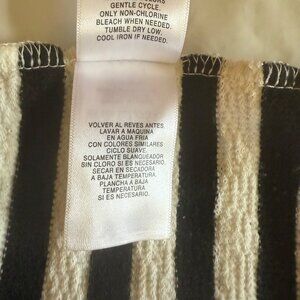 GENTLE CYCLE
ONLY NON-CHLORINE
BLEACH WHEN NEEDED.
TUMBLE DRY LOW.
COOL IRON IF NEEDED.
VOLVER AL REVES ANTES.
LAVAR A MAQUINA
EN AGUA FRIA
CON COLORES SIMILARES
CICLO SUAVE.
SOLAMENTE BLANQUEADOR
SIN CLORO SI ES NECESARIO.
SECAR EN SECADORA
A BAJA TEMPERATURA
PLANCHA A BAJA
TEMPERATURA
SI ES NECESARIO.